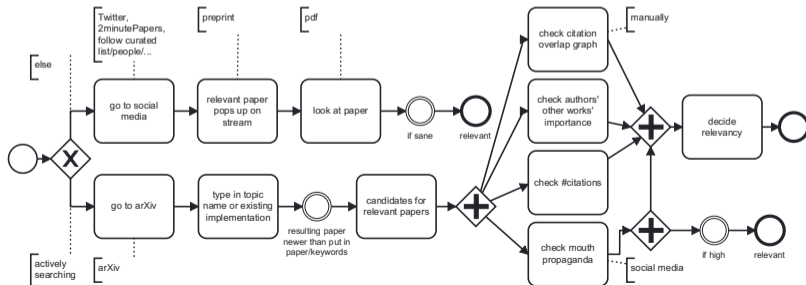 Twitter,
2minutePapers,
follow curated
list/people/...
preprint
pdf
manually
else
go to social
media
relevant paper
pops up on
stream
look at paper
if sane
relevant
check citation
overlap graph
check authors'
other works'
importance
check #citations
check mouth
propaganda
decide
relevancy
go to arXiv
type in topic
name or existing
implementation
resulting paper
newer than put in
paper/keywords
candidates for
relevant papers
if high
relevant
actively
searching
arXiv
social media